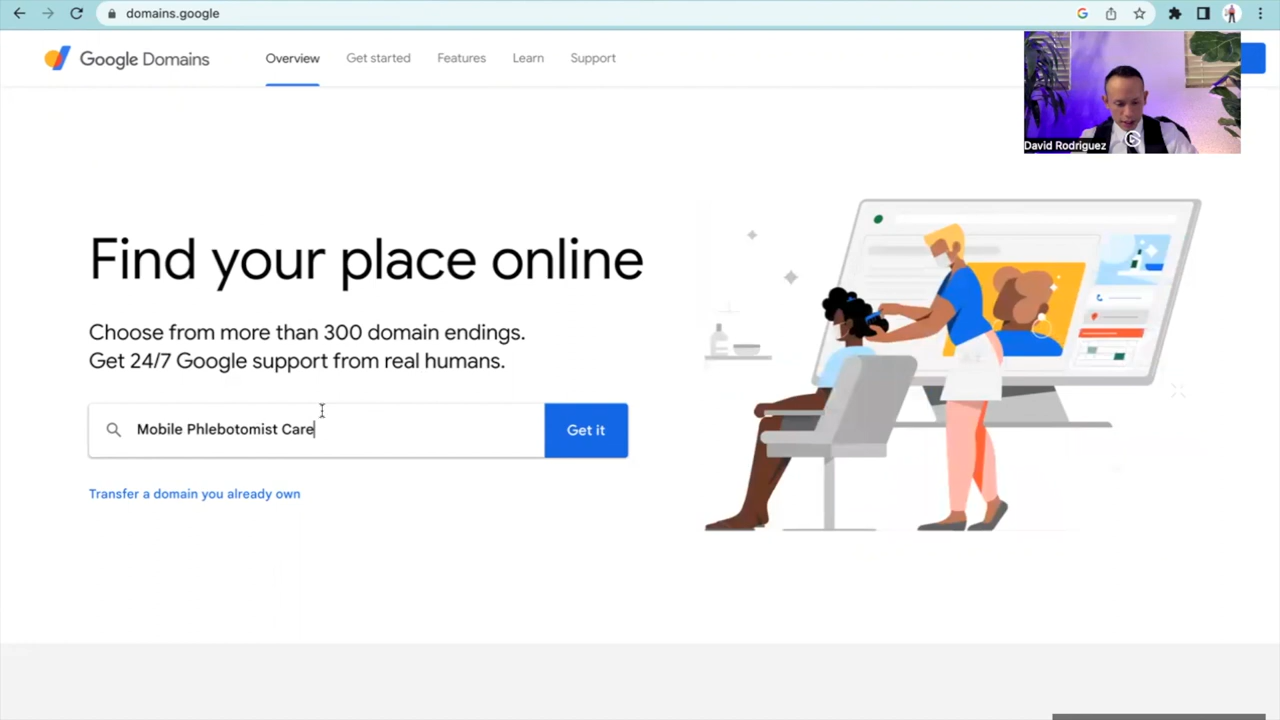 domains.google
Google Domains
Overview
Get started
Features
Learn
Support
David Rodriguez
Find your place online
Choose from more than 300 domain endings.
Get 24/7 Google support from real humans.
Mobile Phlebotomist Care
Get it
Transfer a domain you already own